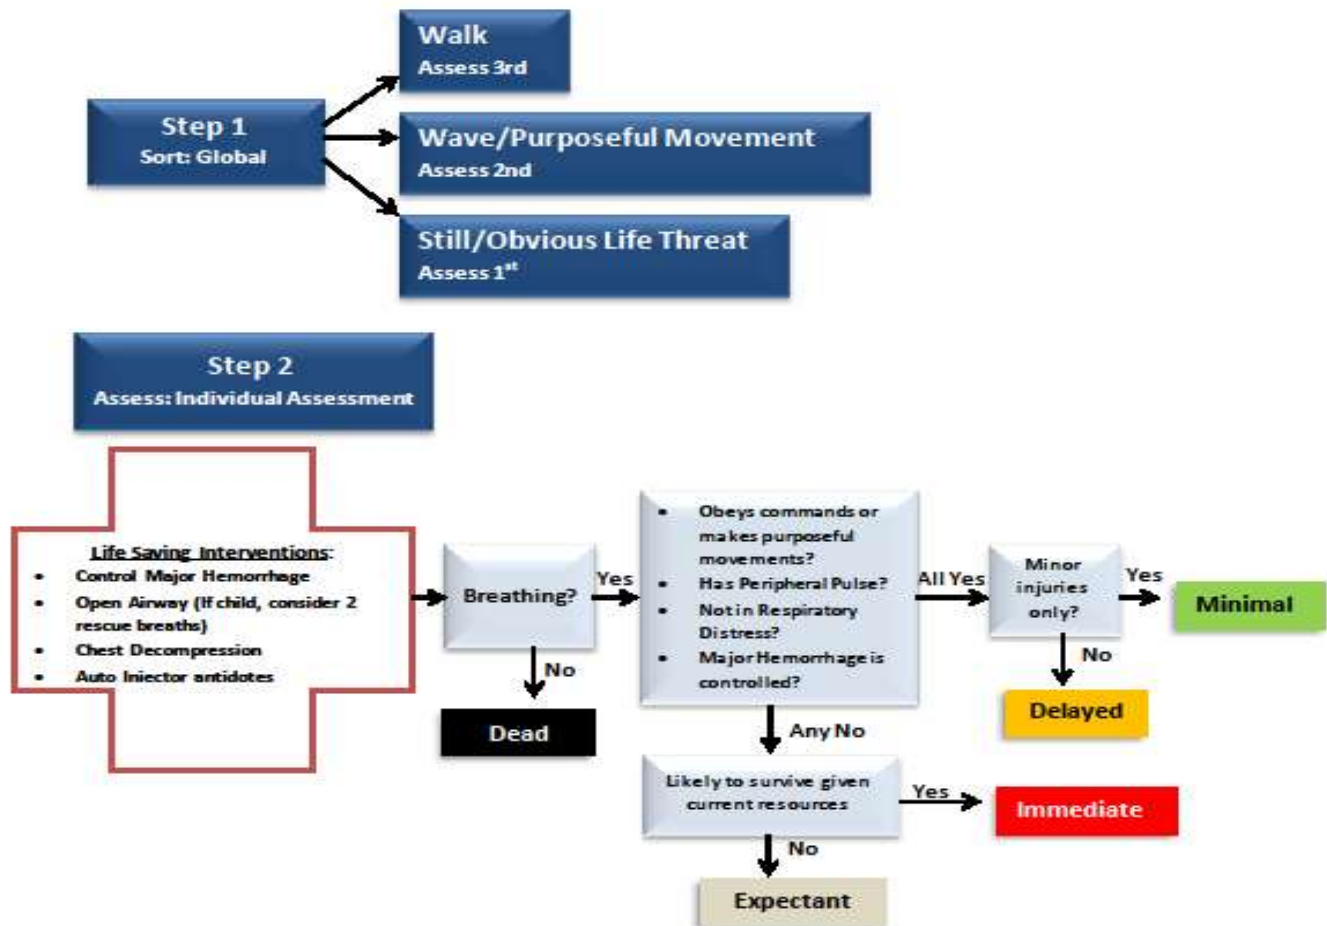 Walk
Assess 3rd
Step 1
Sort: Global
Wave/Purposeful Movement
Assess 2nd
Still/Obvious Life Threat
Assess 1st
Step 2
Assess: Individual Assessment
Life Saving Interventions:
• Control Major Hemorrhage
• Open Airway (If child, consider 2
rescue breaths)
• Chest Decompression
• Auto Injector antidotes
Breathing?
Yes
No
Dead
• Obeys commands or
makes purposeful
movements?
• Has Peripheral Pulse?
• Not in Respiratory
Distress?
• Major Hemorrhage is
controlled?
All Yes
Minor
injuries
only?
Yes
Minimal
No
Delayed
Any No
Likely to survive given
current resources
Yes
Immediate
No
Expectant